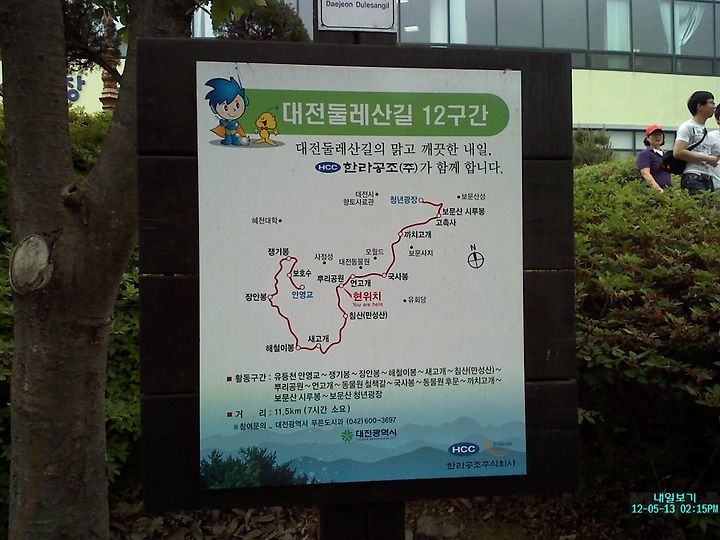 Daejeon Dulesangil
장
대전둘레산길 12구간
대전둘레산길의 맑고 깨끗한 내일,
HCC 한라공조(주)가 함께 합니다.
대전시 향토사료관
청년광장
보문산성
보문산 시루봉
고촉사
혜천대학
까치고개
쟁기봉
사정성
오월드
보문사지
대전동물원
보호수
뿌리공원
언고개
국사봉
안영교
장안봉
현위치
You are here
유회당
침산(만성산)
새고개
해철이봉
N
■ 활동구간 : 유등천 안영교~쟁기봉~장안봉~해철이봉~새고개~침산(만성산)~
뿌리공원~언고개~동물원 철책길~국사봉~동물원 후문~까치고개~
보문산 시루봉~보문산 청년광장
■ 거 리 : 11.5km (7시간 소요)
※ 참여문의 _ 대전광역시 푸른도시과 (042)600-3697
대전광역시
HCC Visteon
한라공조주식회사
내일보기
12-05-13 02:15PM